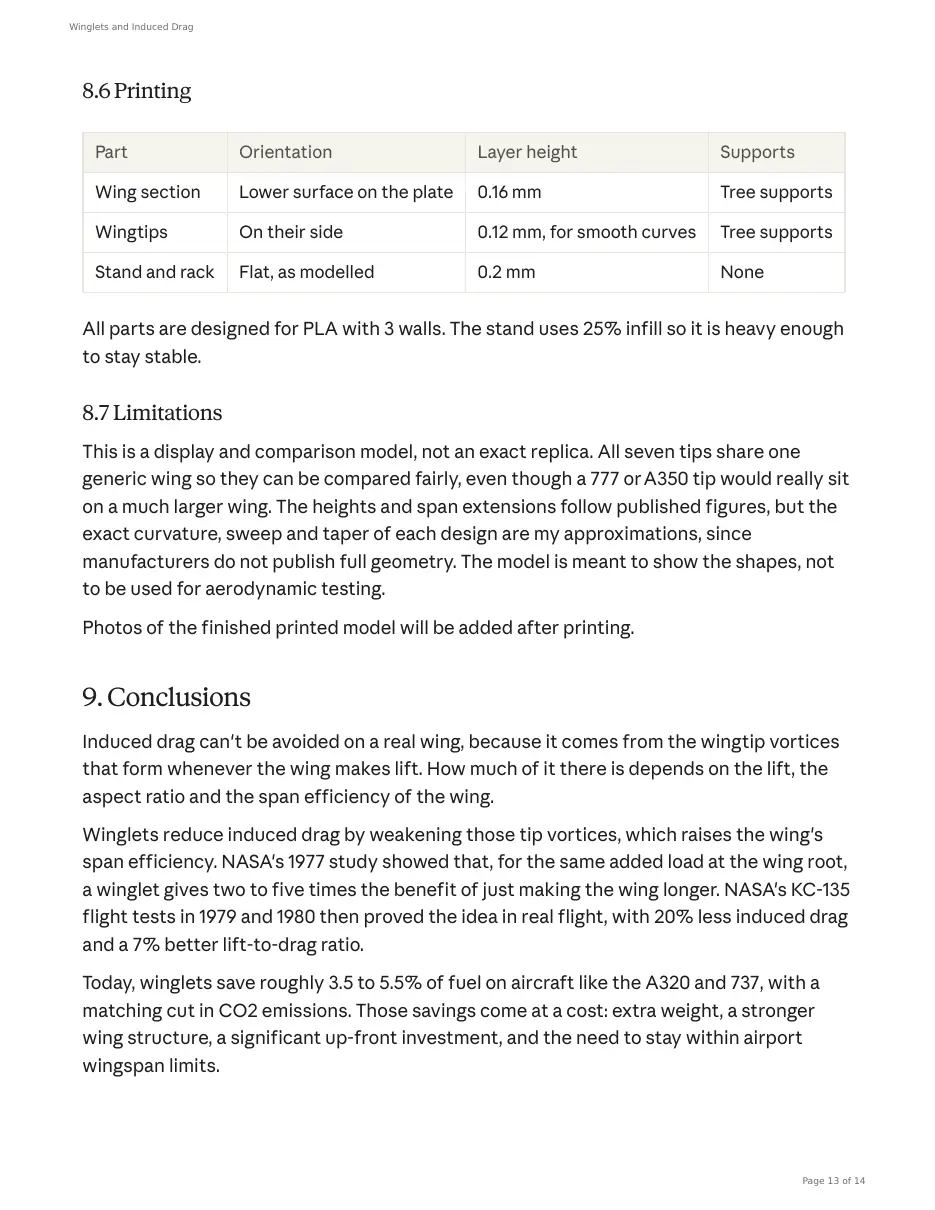 Winglets and Induced Drag
8.6 Printing
Part Orientation Layer height Supports
Wing section Lower surface on the plate 0.16 mm Tree supports
Wingtips On their side 0.12 mm, for smooth curves Tree supports
Stand and rack Flat, as modelled 0.2 mm None
All parts are designed for PLA with 3 walls. The stand uses 25% infill so it is heavy enough
to stay stable.
8.7 Limitations
This is a display and comparison model, not an exact replica. All seven tips share one
generic wing so they can be compared fairly, even though a 777 or A350 tip would really sit
on a much larger wing. The heights and span extensions follow published figures, but the
exact curvature, sweep and taper of each design are my approximations, since
manufacturers do not publish full geometry. The model is meant to show the shapes, not
to be used for aerodynamic testing.
Photos of the finished printed model will be added after printing.
9. Conclusions
Induced drag can't be avoided on a real wing, because it comes from the wingtip vortices
that form whenever the wing makes lift. How much of it there is depends on the lift, the
aspect ratio and the span efficiency of the wing.
Winglets reduce induced drag by weakening those tip vortices, which raises the wing's
span efficiency. NASA's 1977 study showed that, for the same added load at the wing root,
a winglet gives two to five times the benefit of just making the wing longer. NASA's KC-135
flight tests in 1979 and 1980 then proved the idea in real flight, with 20% less induced drag
and a 7% better lift-to-drag ratio.
Today, winglets save roughly 3.5 to 5.5% of fuel on aircraft like the A320 and 737, with a
matching cut in CO2 emissions. Those savings come at a cost: extra weight, a stronger
wing structure, a significant up-front investment, and the need to stay within airport
wingspan limits.
Page 13 of 14